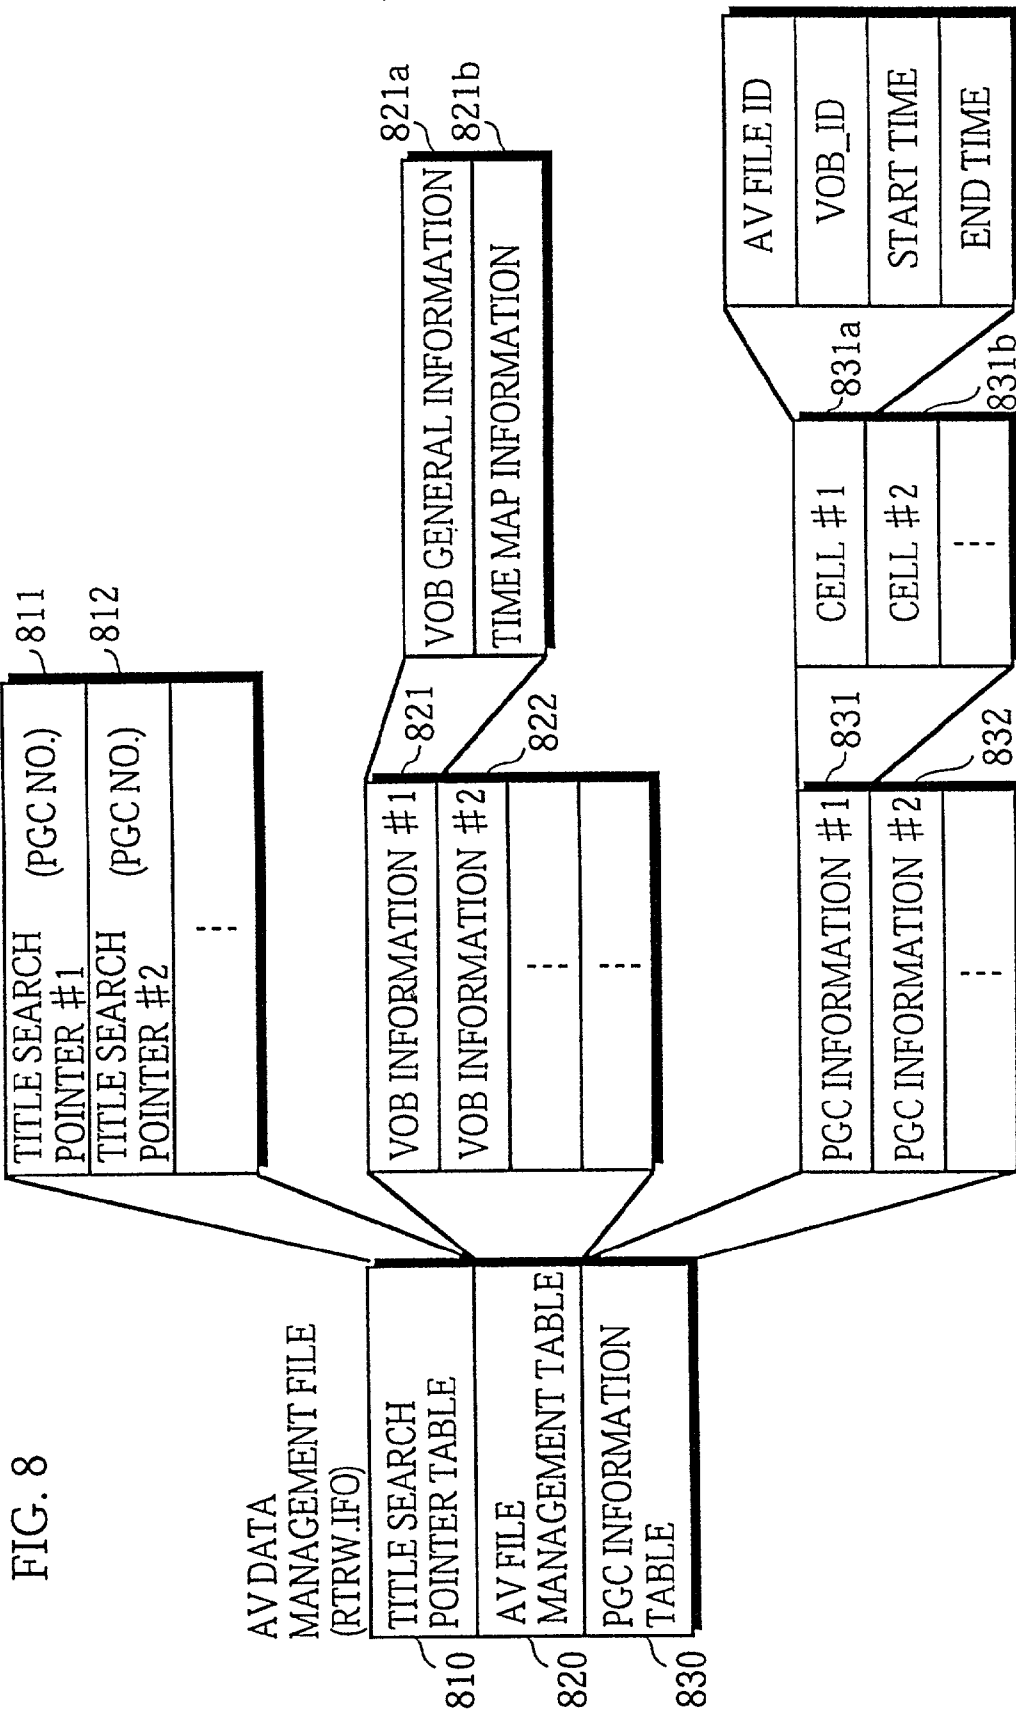 FIG. 8
AV DATA
MANAGEMENT FILE
(RTRW.IFO)
TITLE SEARCH
POINTER TABLE
810
AV FILE
MANAGEMENT TABLE
820
PGC INFORMATION
TABLE
830
TITLE SEARCH
POINTER #1 (PGC NO.)
811
TITLE SEARCH
POINTER #2 (PGC NO.)
812
VOB INFORMATION #1
821
VOB INFORMATION #2
822
VOB GENERAL INFORMATION
821a
TIME MAP INFORMATION
821b
PGC INFORMATION #1
831
PGC INFORMATION #2
832
CELL #1
831a
CELL #2
831b
AV FILE ID
VOB_ID
START TIME
END TIME